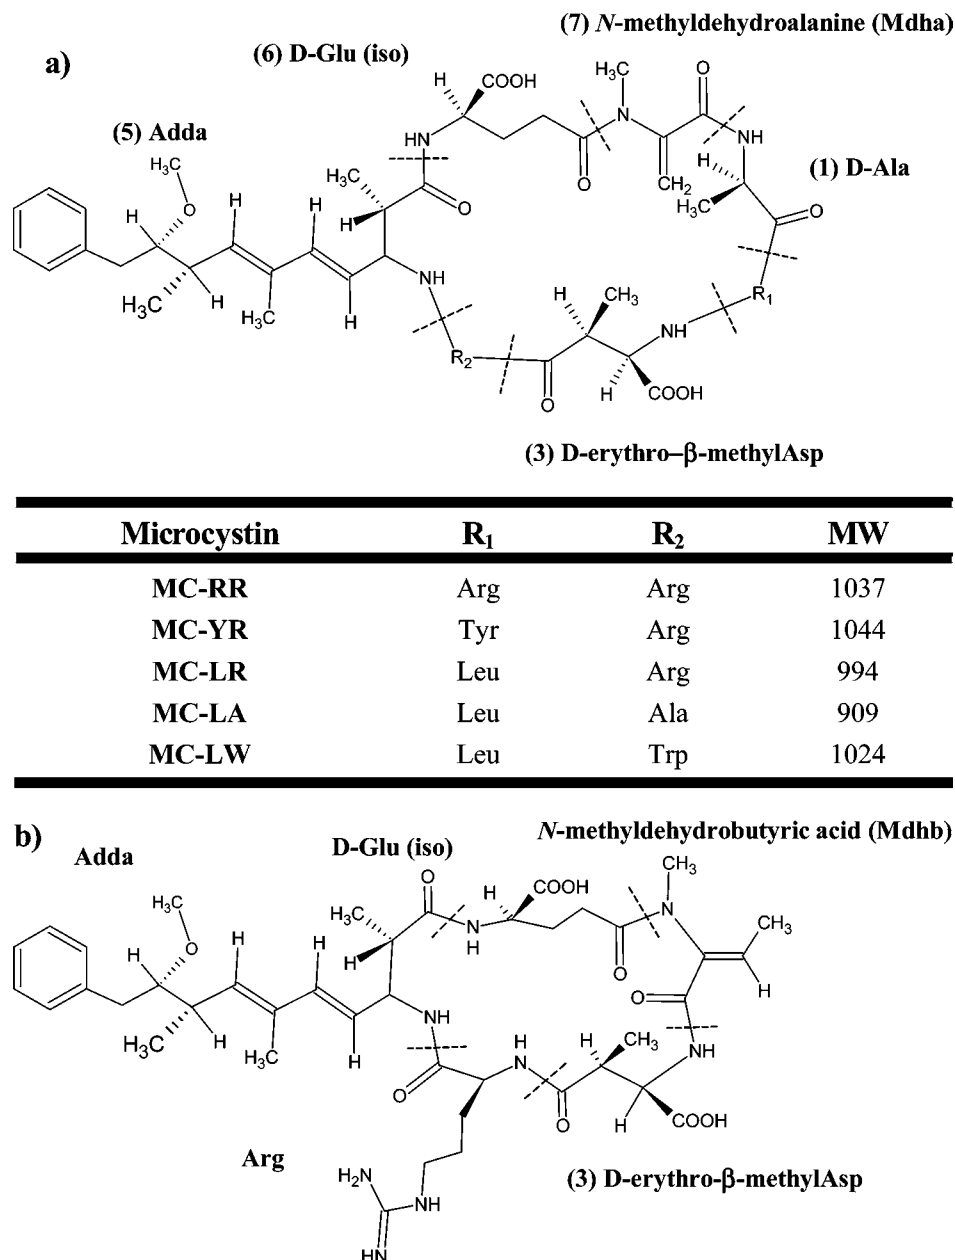 (7) N-methyldehydroalanine (Mdha)
a)
(6) D-Glu (iso)
(5) Adda
(1) D-Ala
H₃C
O
H
COOH
HN
N
NH
H₃C
H
O
CH₂
H₃C
O
H
H₃C
O
H
H
H
O
H
H
H₃C
H
H₃C
H
NH
R₂
O
H
CH₃
NH
R₁
H
COOH
(3) D-erythro–β-methylAsp
Microcystin R₁ R₂ MW
MC-RR Arg Arg 1037
MC-YR Tyr Arg 1044
MC-LR Leu Arg 994
MC-LA Leu Ala 909
MC-LW Leu Trp 1024
b)
N-methyldehydrobutyric acid (Mdhb)
Adda
D-Glu (iso)
CH₃
O
H
COOH
H₃C
H₃C
N
H
N
CH₃
O
H
H
H
H
O
O
H
H₃C
H
H₃C
H
NH
O
H
N
O
H
CH₃
NH
H
COOH
Arg
H₂N
NH
HN
(3) D-erythro-β-methylAsp